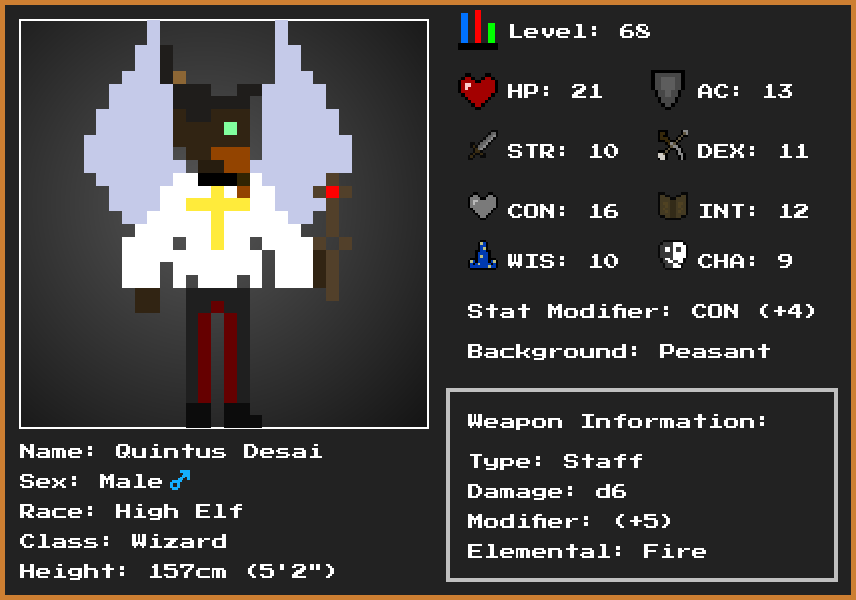 Level: 68
HP: 21
AC: 13
STR: 10
DEX: 11
CON: 16
INT: 12
WIS: 10
CHA: 9
Stat Modifier: CON (+4)
Background: Peasant
Weapon Information:
Type: Staff
Damage: d6
Modifier: (+5)
Elemental: Fire
Name: Quintus Desai
Sex: Male♂
Race: High Elf
Class: Wizard
Height: 157cm (5'2")